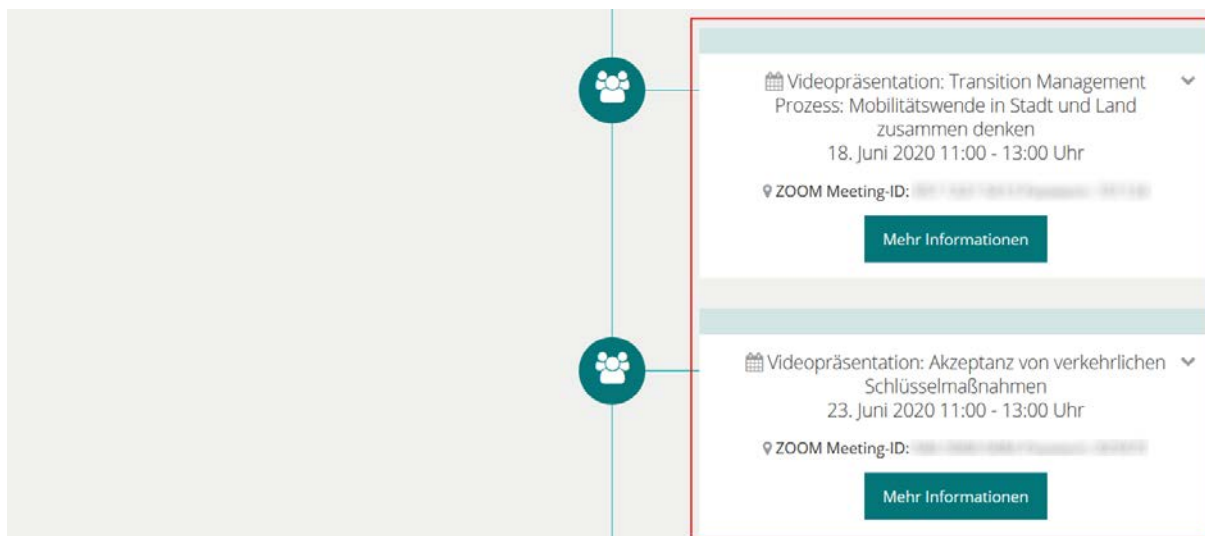 Videopräsentation: Transition Management
Prozess: Mobilitätswende in Stadt und Land
zusammen denken
18. Juni 2020 11:00 - 13:00 Uhr
ZOOM Meeting-ID:
Mehr Informationen
Videopräsentation: Akzeptanz von verkehrlichen
Schlüsselmaßnahmen
23. Juni 2020 11:00 - 13:00 Uhr
ZOOM Meeting-ID:
Mehr Informationen